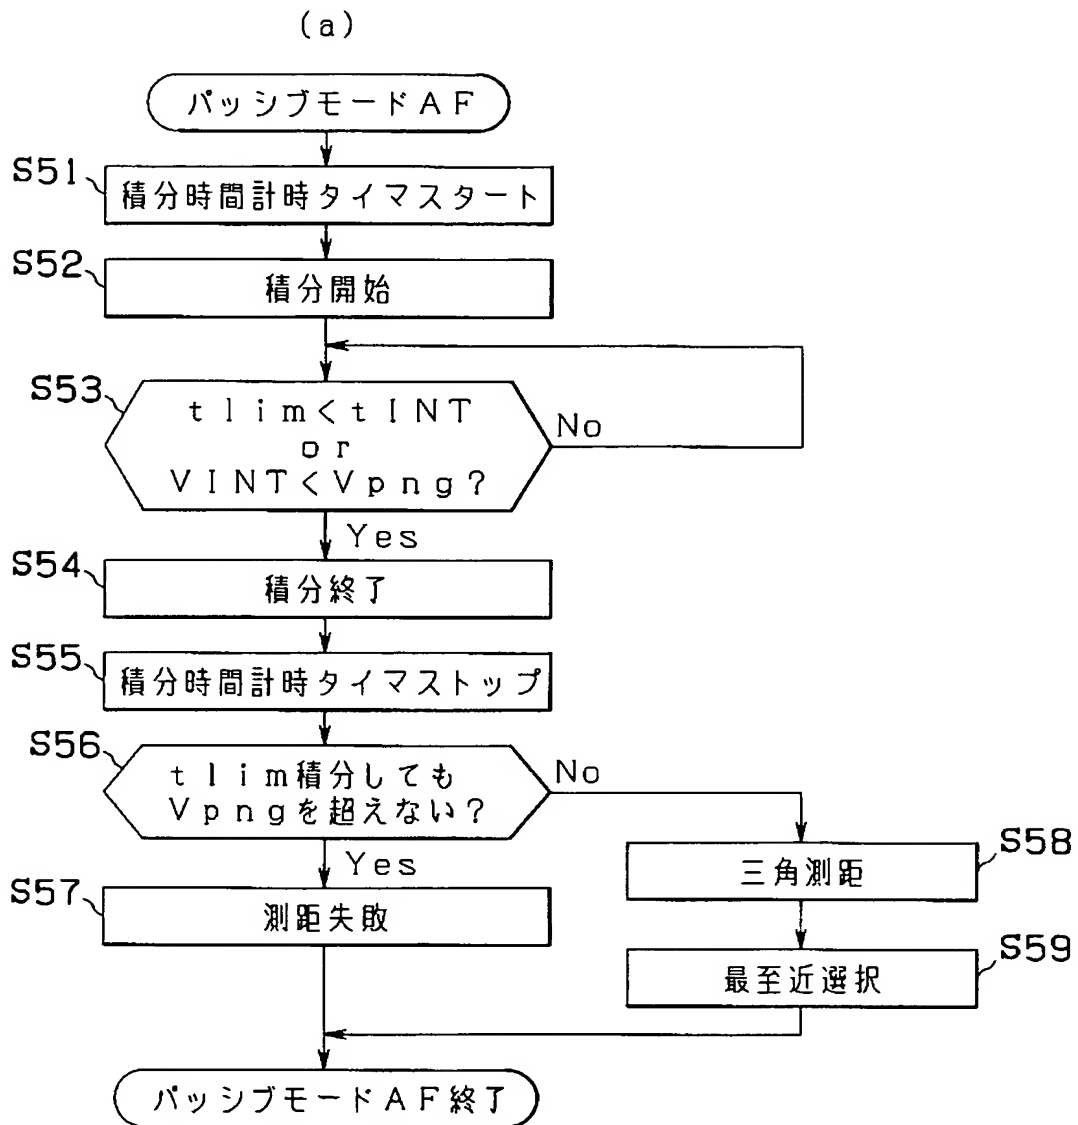 (a)
パッシブモードAF
S51
積分時間計時タイマスタート
S52
積分開始
S53
tlim<tINT
or
VINT<Vpng?
No
Yes
S54
積分終了
S55
積分時間計時タイマストップ
S56
tlim積分しても
Vpngを超えない?
No
Yes
S57
測距失敗
S58
三角測距
S59
最至近選択
パッシブモードAF終了